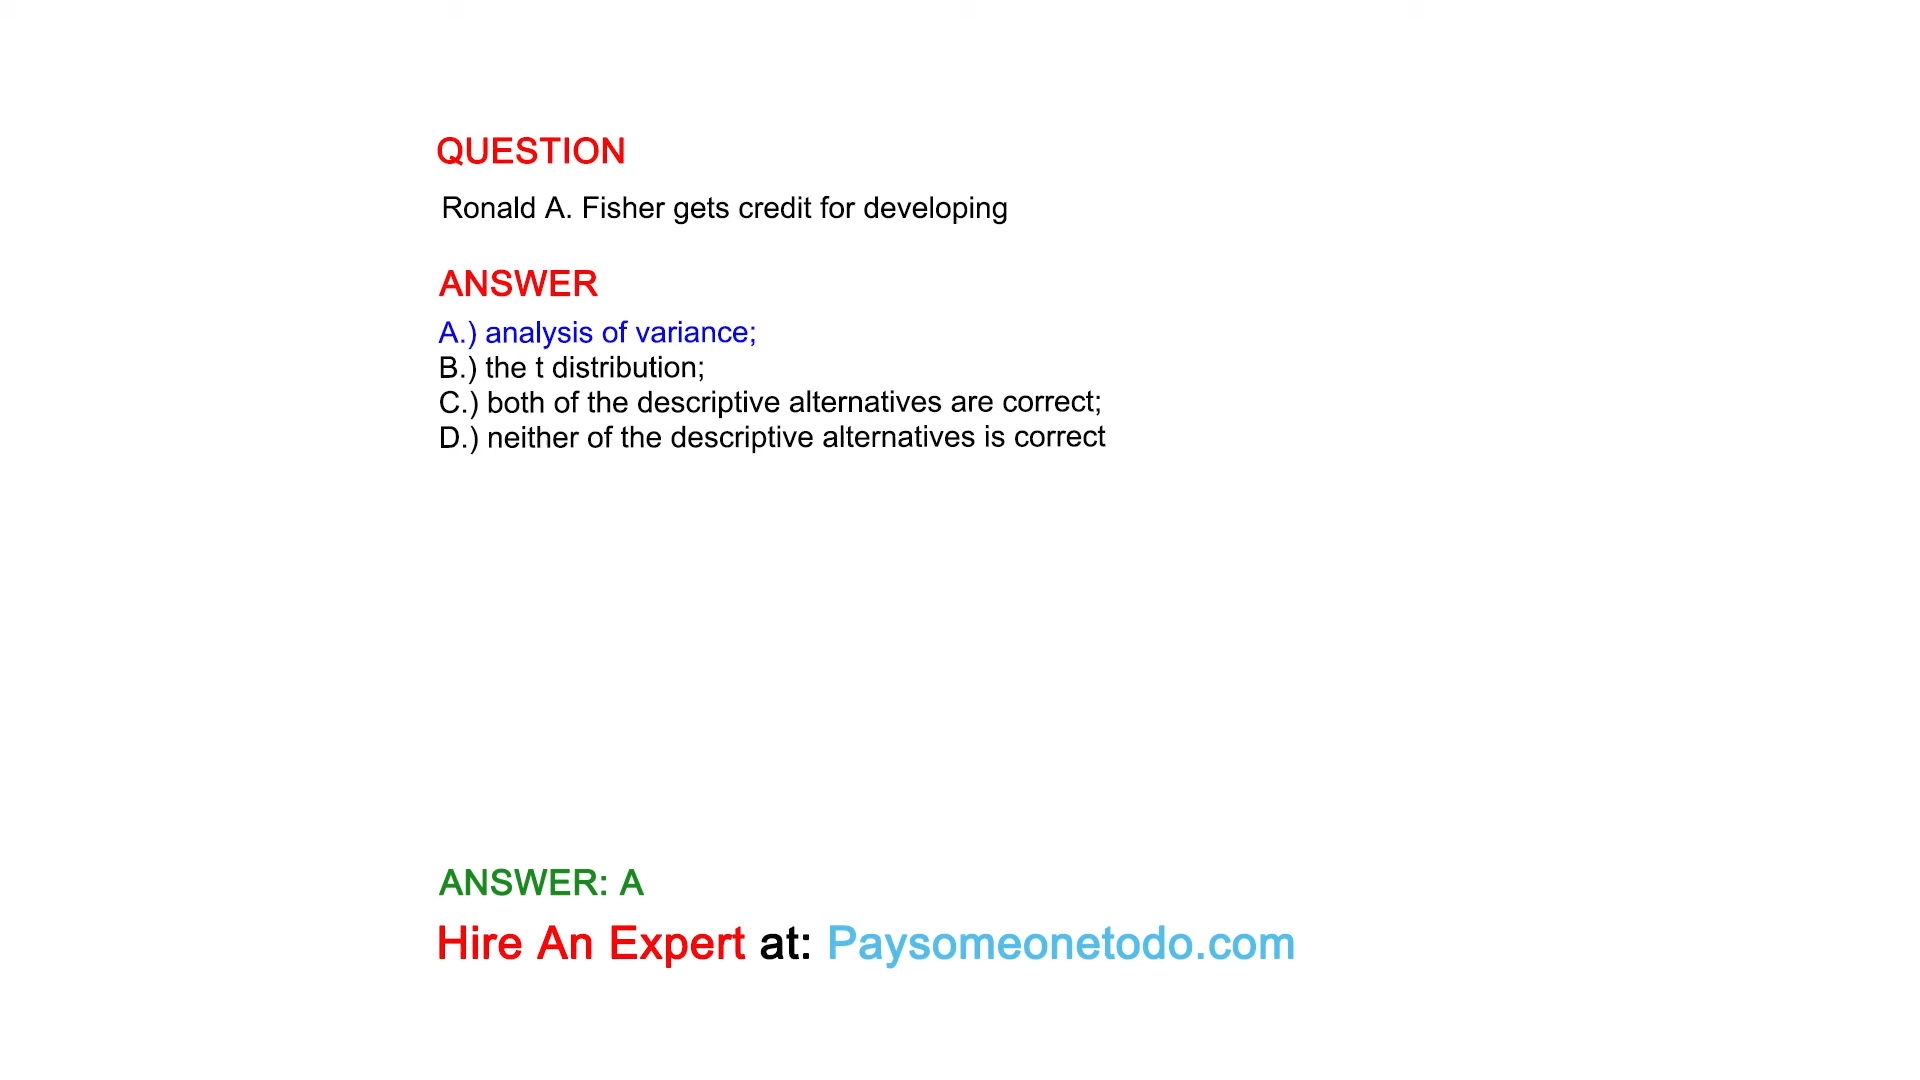 QUESTION
Ronald A. Fisher gets credit for developing
ANSWER
A.) analysis of variance;
B.) the t distribution;
C.) both of the descriptive alternatives are correct;
D.) neither of the descriptive alternatives is correct
ANSWER: A
Hire An Expert at: Paysomeonetodo.com